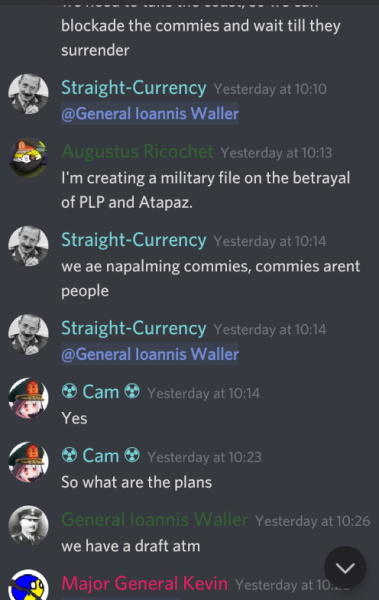 blockade the commies and wait till they
surrender
Straight-Currency Yesterday at 10:10
@General Ioannis Waller
Augustus Ricochet Yesterday at 10:13
I'm creating a military file on the betrayal
of PLP and Atapaz.
Straight-Currency Yesterday at 10:14
we ae napalming commies, commies arent
people
Straight-Currency Yesterday at 10:14
@General Ioannis Waller
☢ Cam ☢ Yesterday at 10:14
Yes
☢ Cam ☢ Yesterday at 10:23
So what are the plans
General Ioannis Waller Yesterday at 10:26
we have a draft atm
Major General Kevin Yesterday at